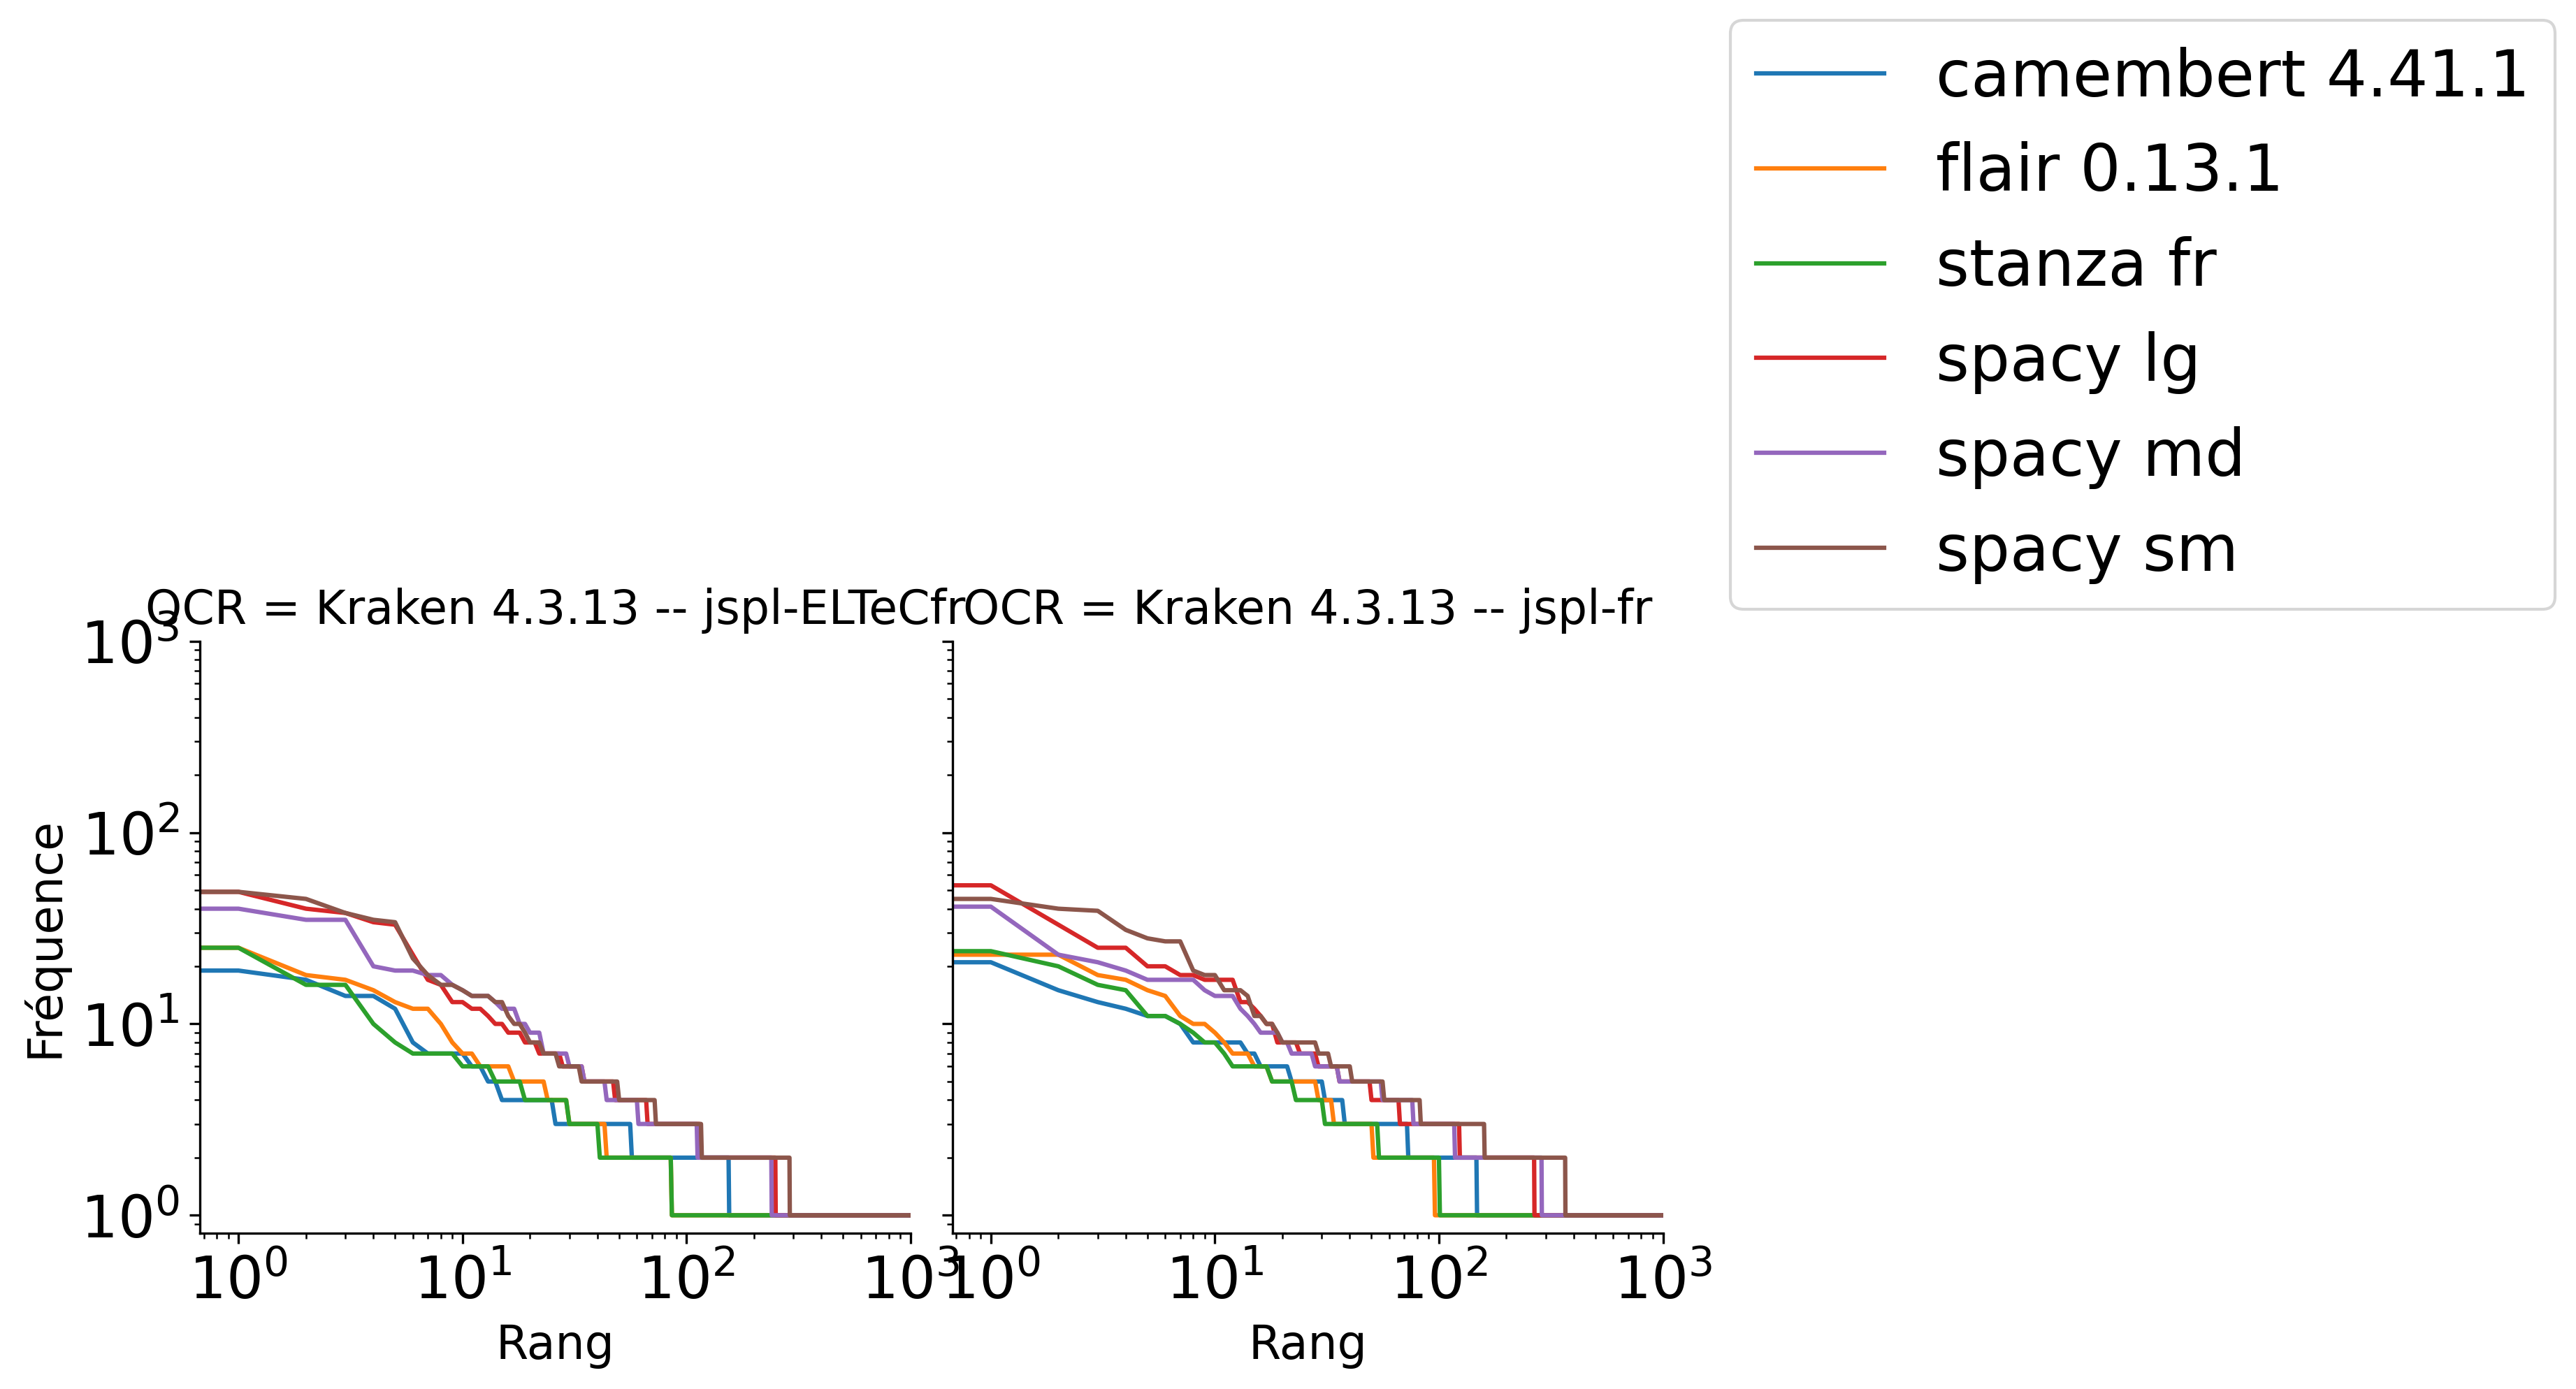 camembert 4.41.1
flair 0.13.1
stanza fr
spacy lg
spacy md
spacy sm
OCR = Kraken 4.3.13 -- jspl-ELTeCfr
OCR = Kraken 4.3.13 -- jspl-fr
10³
10²
10¹
10⁰
Fréquence
10⁰ 10¹ 10² 10³
10⁰ 10¹ 10² 10³
Rang
Rang